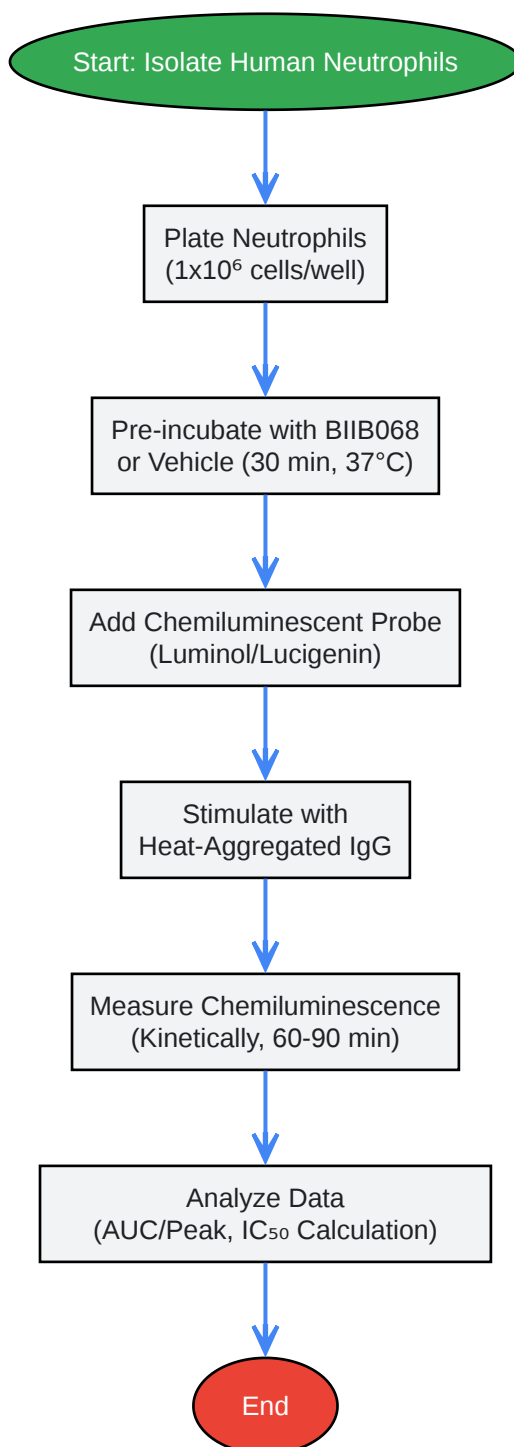 Start: Isolate Human Neutrophils
Plate Neutrophils
(1x10⁶ cells/well)
Pre-incubate with BIIB068
or Vehicle (30 min, 37°C)
Add Chemiluminescent Probe
(Luminol/Lucigenin)
Stimulate with
Heat-Aggregated IgG
Measure Chemiluminescence
(Kinetically, 60-90 min)
Analyze Data
(AUC/Peak, IC₅₀ Calculation)
End